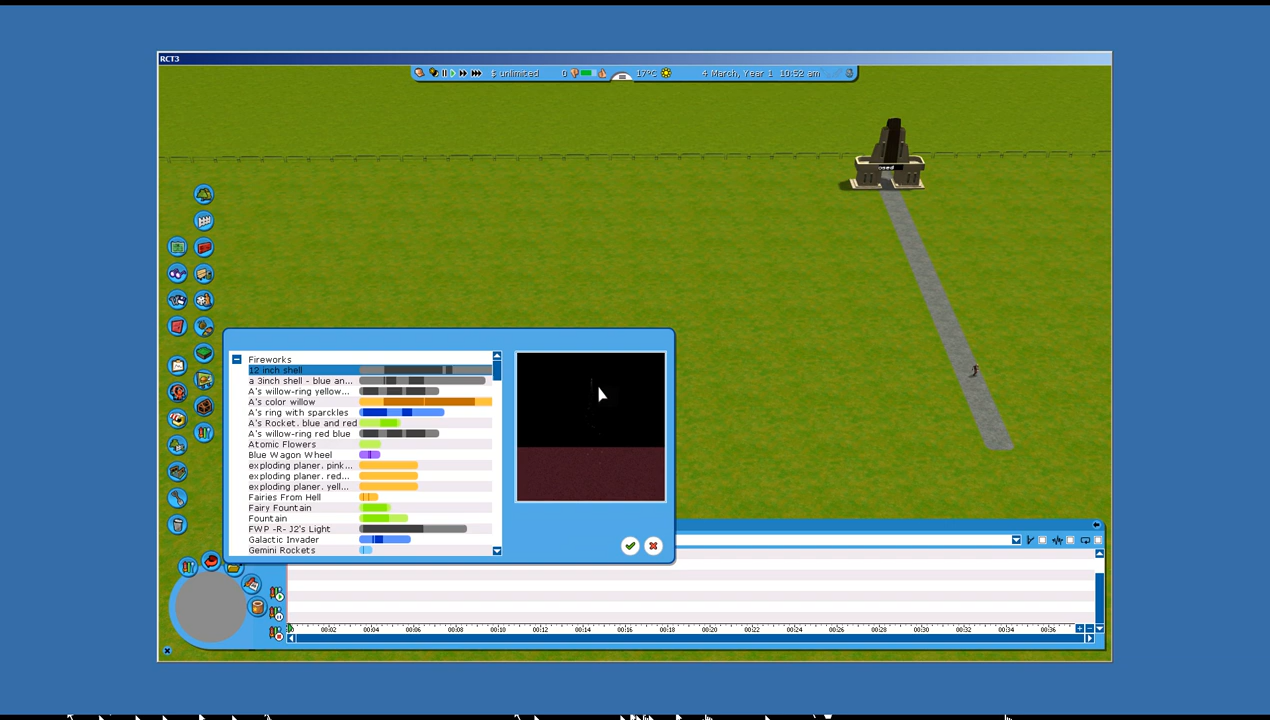 RCT3
$ unlimited
0
17°C
4 March, Year 1 10:52 am
osed
Fireworks
12 inch shell
a 3inch shell - blue an...
A's willow-ring yellow...
A's color willow
A's ring with sparckles
A's Rocket. blue and red
A's willow-ring red blue
Atomic Flowers
Blue Wagon Wheel
exploding planer. pink...
exploding planer. red...
exploding planer. yell...
Fairies From Hell
Fairy Fountain
Fountain
FWP -R- J2's Light
Galactic Invader
Gemini Rockets
00:02 00:04 00:06 00:08 00:10 00:12 00:14 00:16 00:18 00:20 00:22 00:24 00:26 00:28 00:30 00:32 00:34 00:36